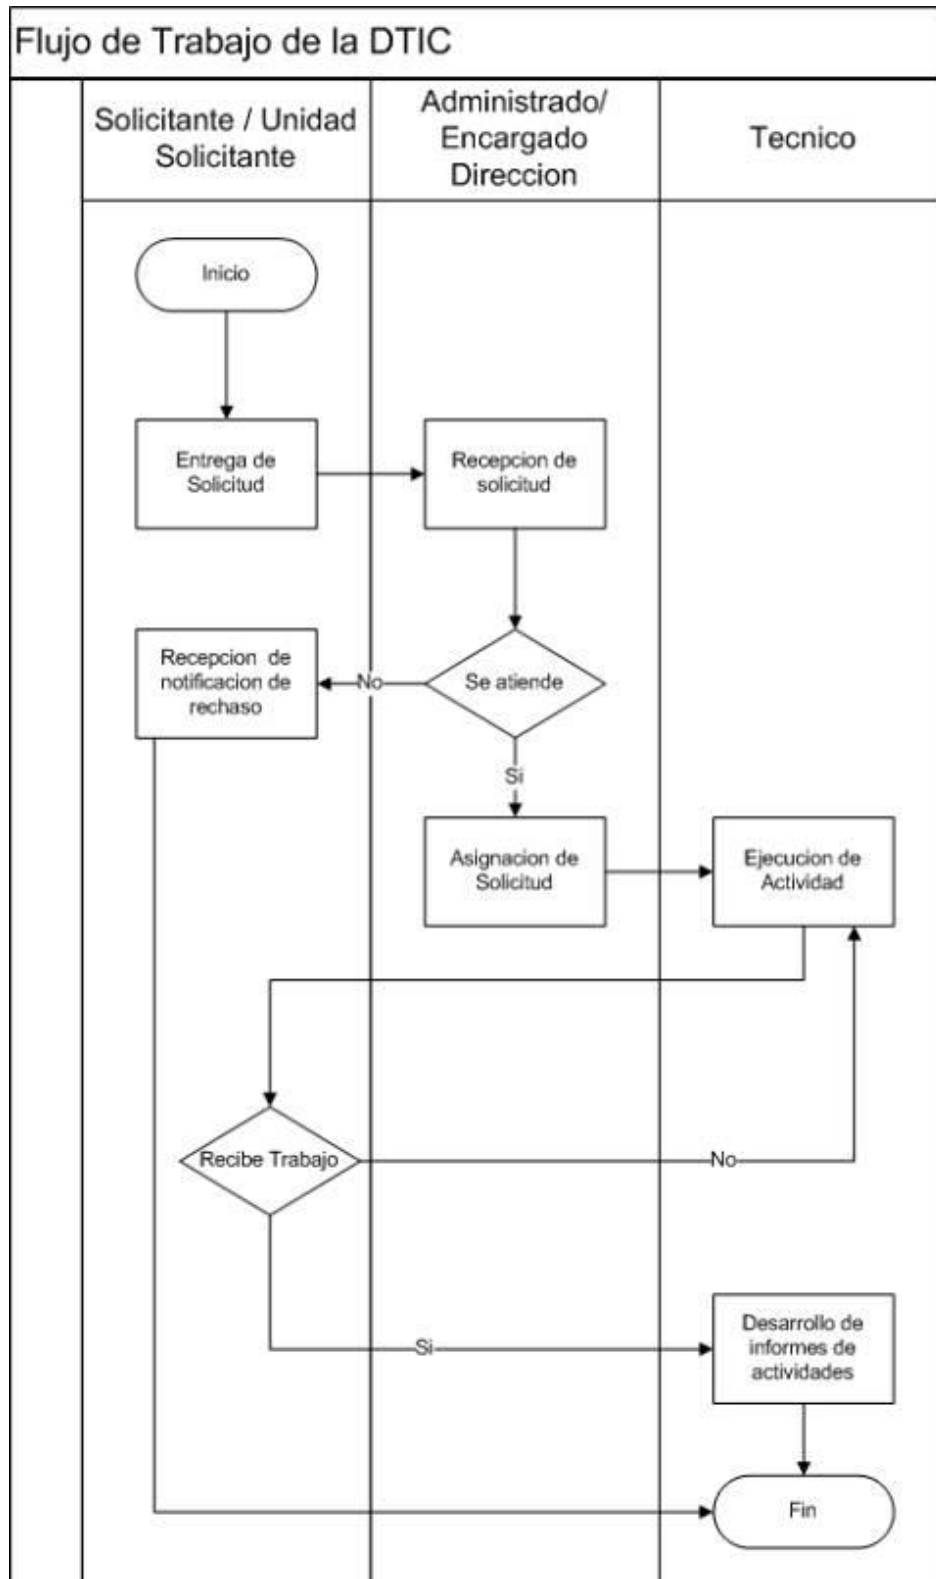 Flujo de Trabajo de la DTIC
Solicitante / Unidad
Solicitante
Administrado/
Encargado
Direccion
Tecnico
Inicio
Entrega de
Solicitud
Recepcion de
solicitud
Recepcion de
notificacion de
rechaso
No
Se atiende
Si
Asignacion de
Solicitud
Ejecucion de
Actividad
Recibe Trabajo
No
Si
Desarrollo de
informes de
actividades
Fin